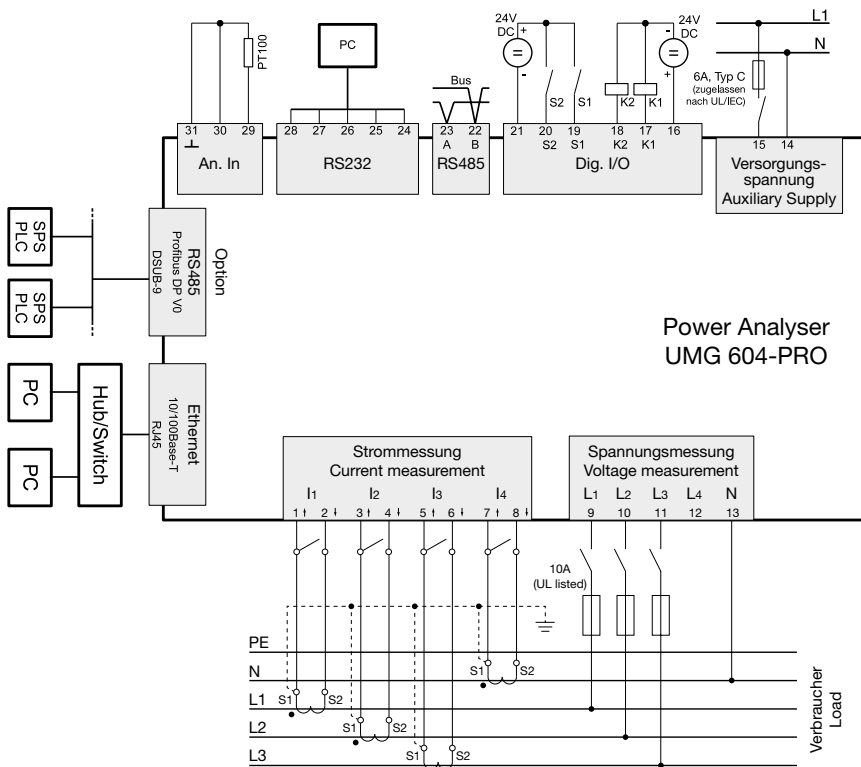 24V
DC
+
=
-
24V
DC
-
=
+
L1
N
PT100
PC
Bus
S2
S1
K2
K1
6A, Typ C
(zugelassen
nach UL/IEC)
31 30 29
28 27 26 25 24
23 22
A B
21 20 19 18 17 16
S2 S1 K2 K1
15 14
An. In
RS232
RS485
Dig. I/O
Versorgungs-
spannung
Auxiliary Supply
SPS
PLC
SPS
PLC
RS485
Profibus DP V0
DSUB-9
Option
Power Analyser
UMG 604-PRO
PC
PC
Hub/Switch
Ethernet
10/100Base-T
RJ45
Strommessung
Current measurement
I1 I2 I3 I4
1 2 3 4 5 6 7 8
Spannungsmessung
Voltage measurement
L1 L2 L3 L4 N
9 10 11 12 13
10A
(UL listed)
PE
N
L1
L2
L3
S1 S2
S1 S2
S1 S2
S1 S2
Verbraucher
Load